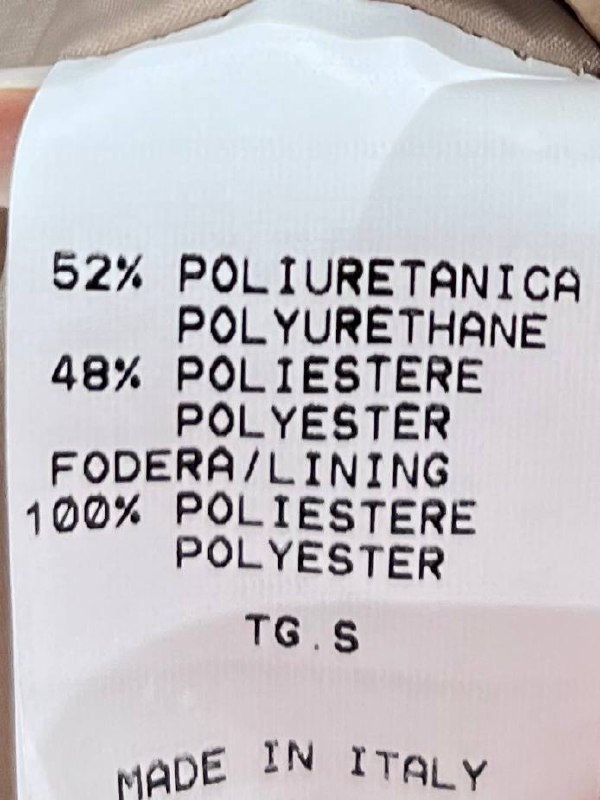 52% POLIURETANICA
POLYURETHANE
48% POLIESTERE
POLYESTER
FODERA/LINING
100% POLIESTERE
POLYESTER
TG.S
MADE IN ITALY